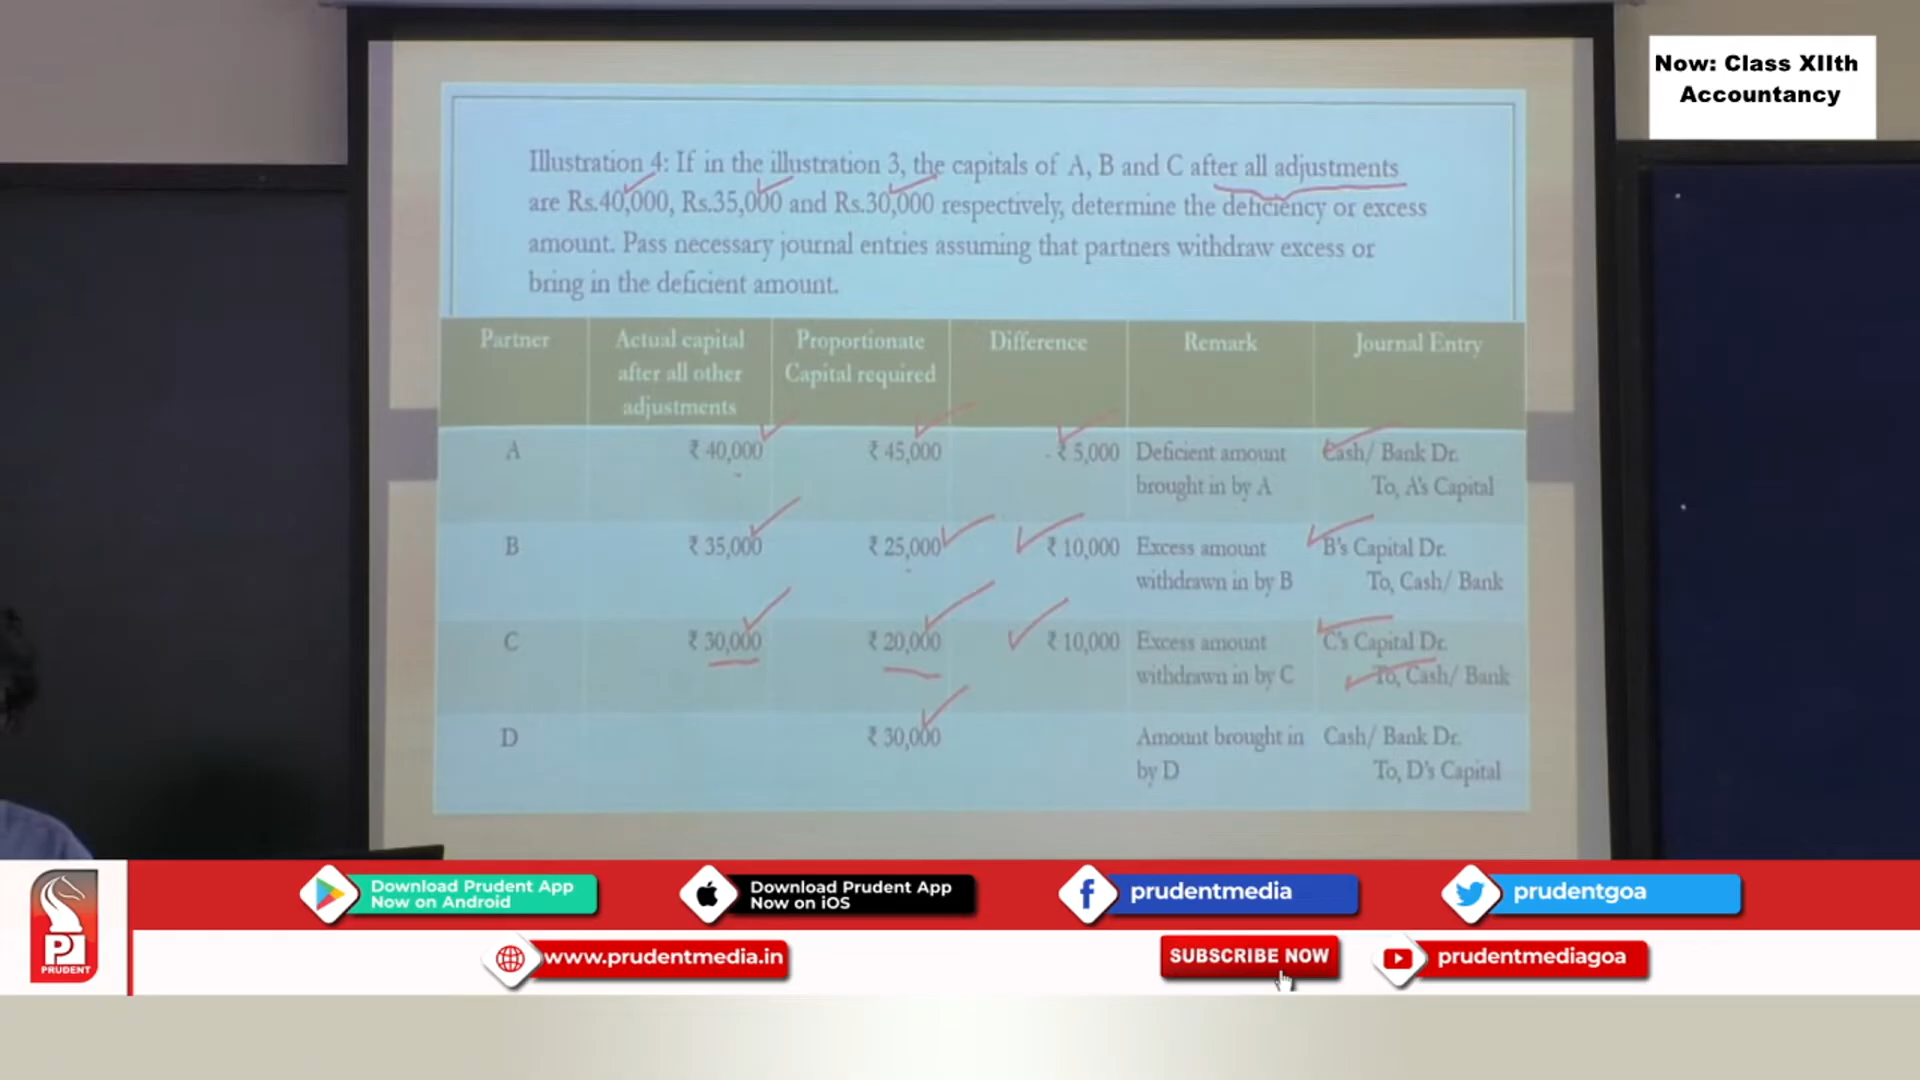 Now: Class XIIth
Accountancy
Illustration 4: If in the illustration 3, the capitals of A, B and C after all adjustments
are Rs.40,000, Rs.35,000 and Rs.30,000 respectively, determine the deficiency or excess
amount. Pass necessary journal entries assuming that partners withdraw excess or
bring in the deficient amount.
Partner Actual capital Proportionate Difference Remark Journal Entry
after all other Capital required
adjustments
A ₹ 40,000 ₹ 45,000 - ₹ 5,000 Deficient amount Cash/ Bank Dr.
brought in by A To, A's Capital
B ₹ 35,000 ₹ 25,000 ₹ 10,000 Excess amount B's Capital Dr.
withdrawn in by B To, Cash/ Bank
C ₹ 30,000 ₹ 20,000 ₹ 10,000 Excess amount C's Capital Dr.
withdrawn in by C To, Cash/ Bank
D ₹ 30,000 Amount brought in Cash/ Bank Dr.
by D To, D's Capital
PRUDENT
Download Prudent App
Now on Android
Download Prudent App
Now on iOS
prudentmedia
prudentgoa
www.prudentmedia.in
SUBSCRIBE NOW
prudentmediagoa